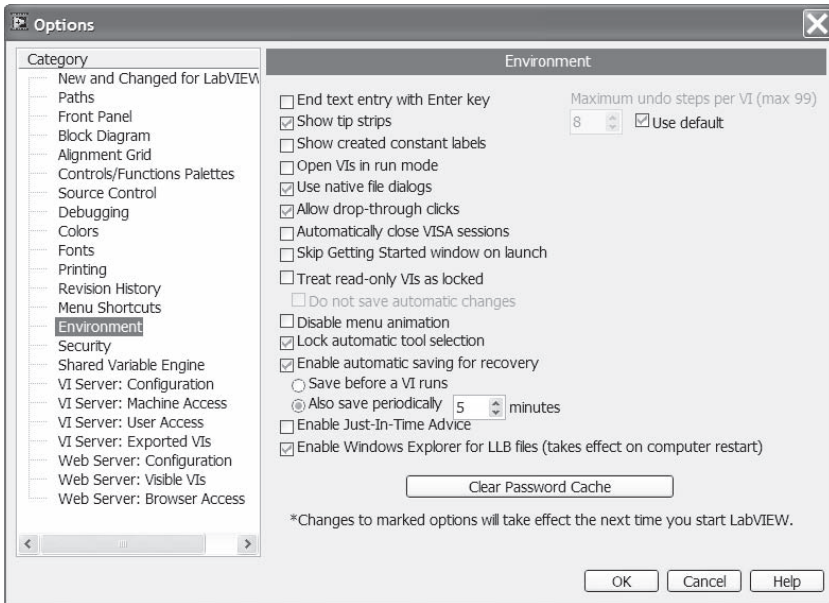 Options
Category
New and Changed for LabVIEW
Paths
Front Panel
Block Diagram
Alignment Grid
Controls/Functions Palettes
Source Control
Debugging
Colors
Fonts
Printing
Revision History
Menu Shortcuts
Environment
Security
Shared Variable Engine
VI Server: Configuration
VI Server: Machine Access
VI Server: User Access
VI Server: Exported VIs
Web Server: Configuration
Web Server: Visible VIs
Web Server: Browser Access
Environment
End text entry with Enter key
Show tip strips
Show created constant labels
Open VIs in run mode
Use native file dialogs
Allow drop-through clicks
Automatically close VISA sessions
Skip Getting Started window on launch
Treat read-only VIs as locked
Do not save automatic changes
Disable menu animation
Lock automatic tool selection
Enable automatic saving for recovery
Save before a VI runs
Also save periodically 5 minutes
Enable Just-In-Time Advice
Enable Windows Explorer for LLB files (takes effect on computer restart)
Maximum undo steps per VI (max 99)
8 Use default
Clear Password Cache
*Changes to marked options will take effect the next time you start LabVIEW.
OK Cancel Help